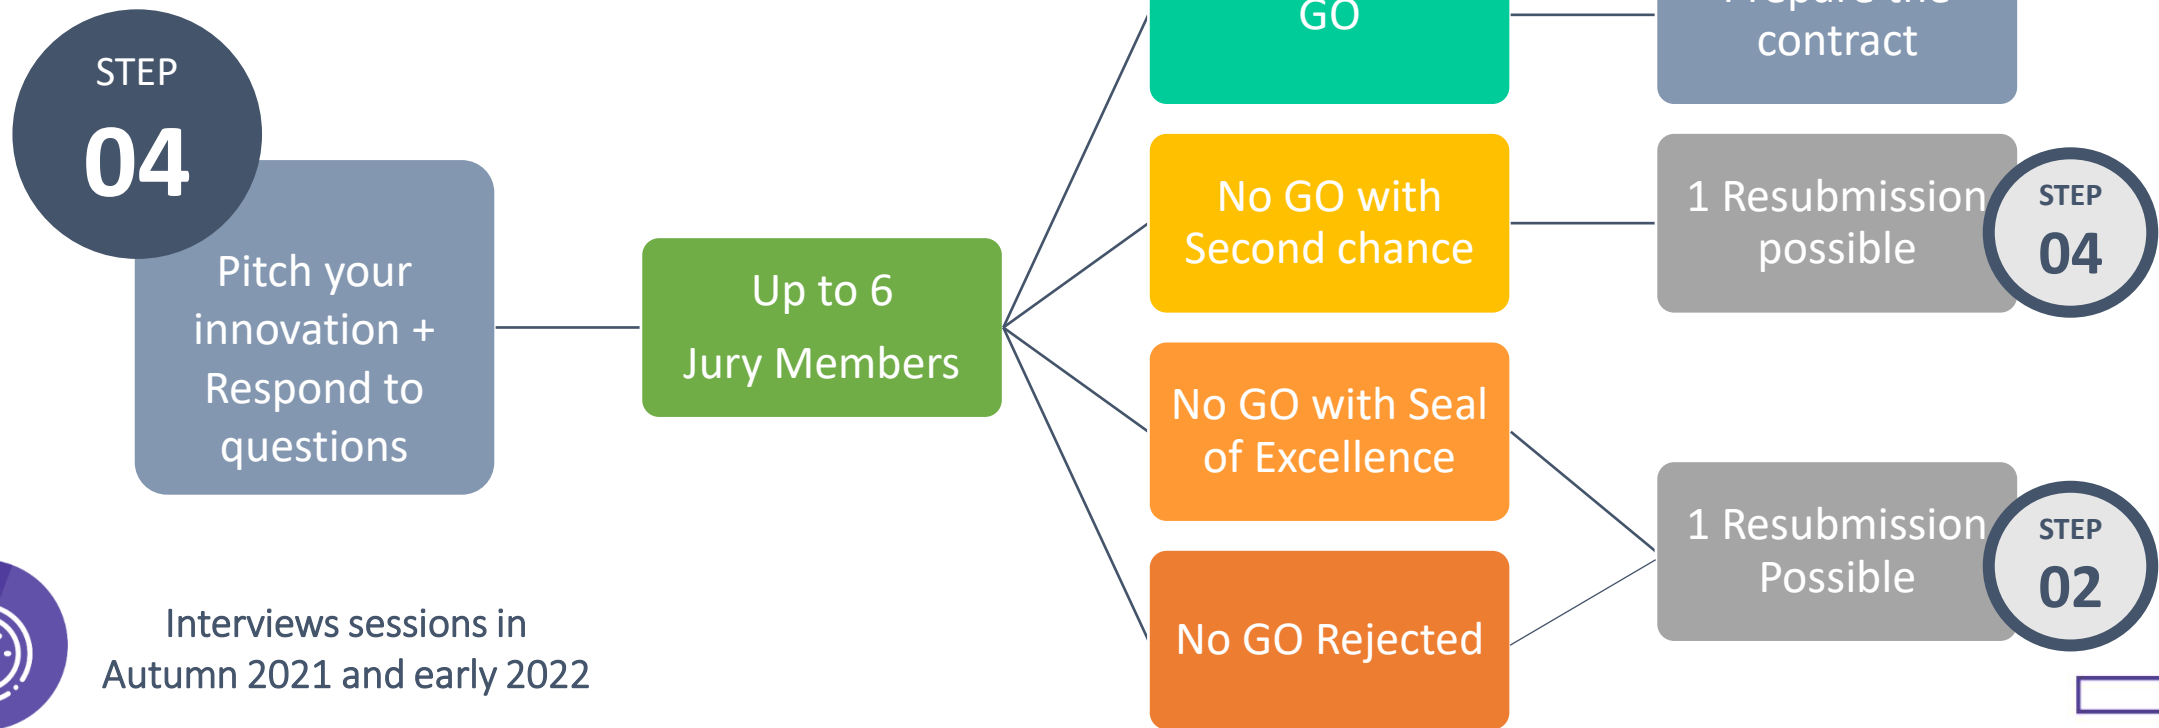 STEP
04
Pitch your
innovation +
Respond to
questions
Up to 6
Jury Members
GO
Prepare the
contract
No GO with
Second chance
1 Resubmission
possible
STEP
04
No GO with Seal
of Excellence
No GO Rejected
1 Resubmission
Possible
STEP
02
Interviews sessions in
Autumn 2021 and early 2022